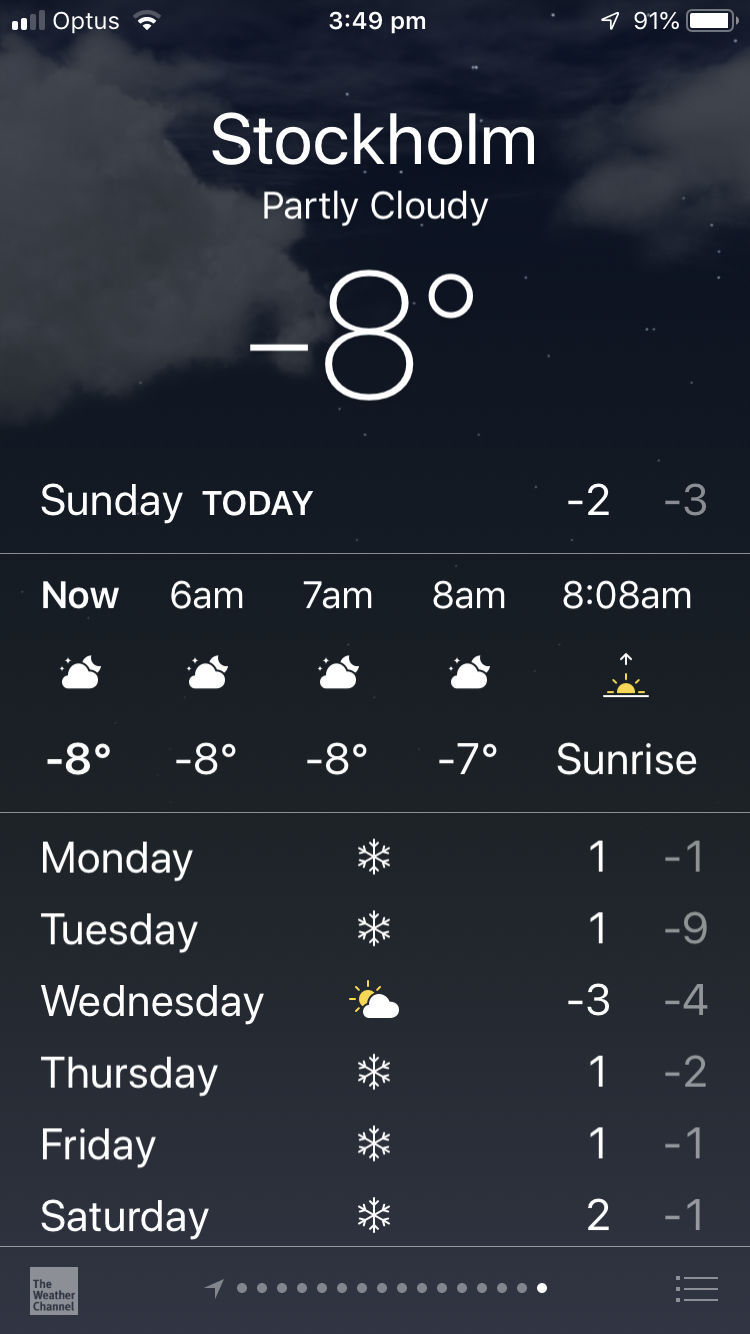 Optus 3:49 pm 91%
Stockholm
Partly Cloudy
-8°
Sunday TODAY -2 -3
Now 6am 7am 8am 8:08am
-8° -8° -8° -7° Sunrise
Monday 1 -1
Tuesday 1 -9
Wednesday -3 -4
Thursday 1 -2
Friday 1 -1
Saturday 2 -1
The
Weather
Channel